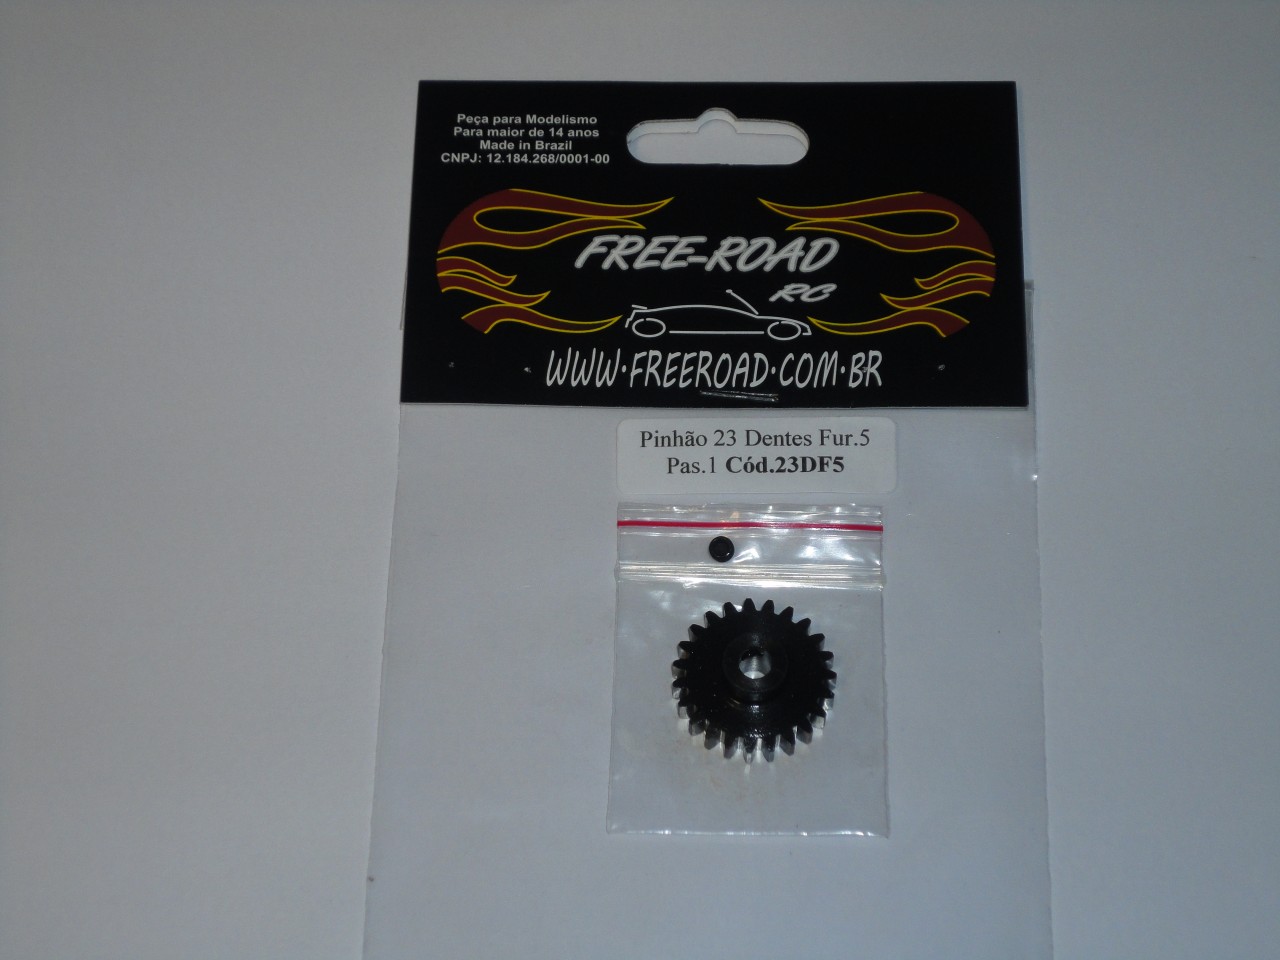 Peça para Modelismo
Para maior de 14 anos
Made in Brazil
CNPJ: 12.184.268/0001-00
FREE-ROAD
RC
WWW.FREEROAD.COM.BR
Pinhão 23 Dentes Fur.5
Pas.1 Cód.23DF5